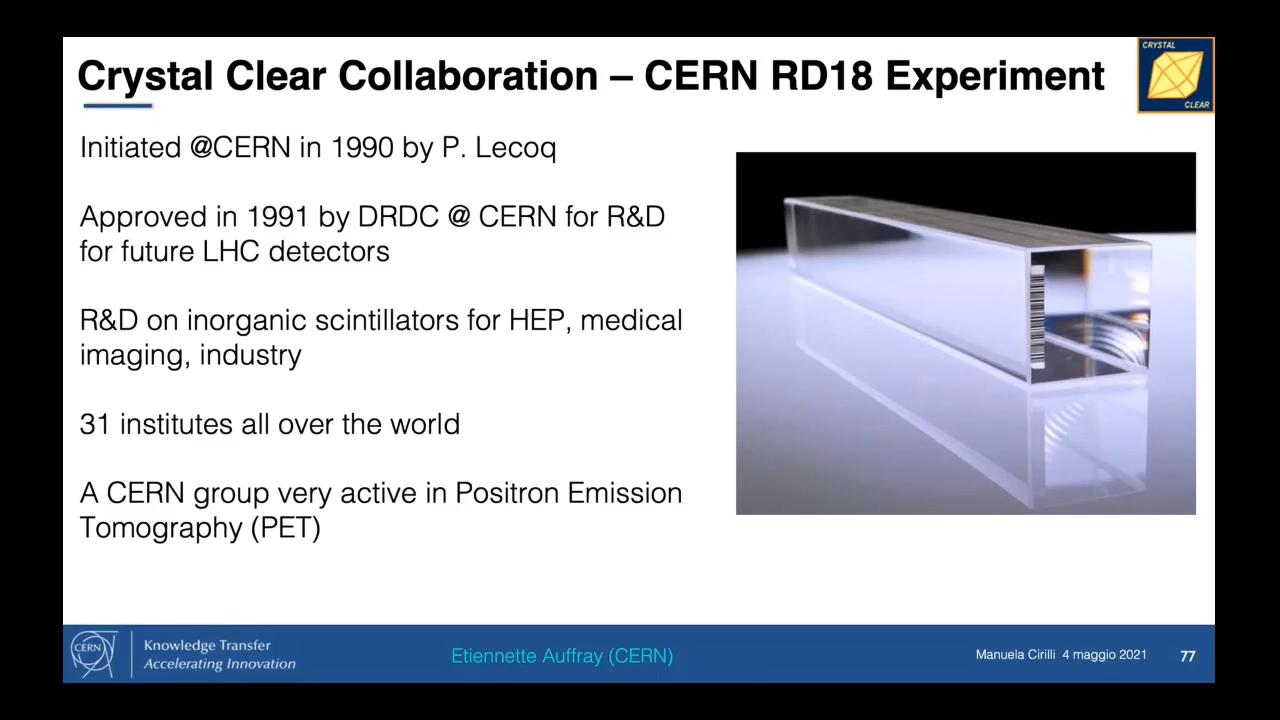 Crystal Clear Collaboration – CERN RD18 Experiment
CRYSTAL
CLEAR
Initiated @CERN in 1990 by P. Lecoq
Approved in 1991 by DRDC @ CERN for R&D
for future LHC detectors
R&D on inorganic scintillators for HEP, medical
imaging, industry
31 institutes all over the world
A CERN group very active in Positron Emission
Tomography (PET)
CERN
Knowledge Transfer
Accelerating Innovation
Etiennette Auffray (CERN)
Manuela Cirilli 4 maggio 2021
77